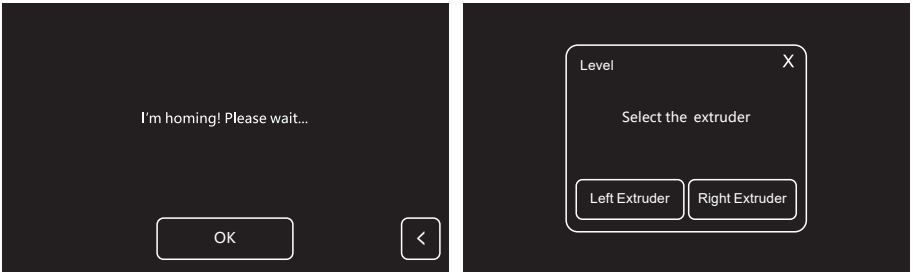 I'm homing! Please wait...
OK
<
Level X
Select the extruder
Left Extruder Right Extruder